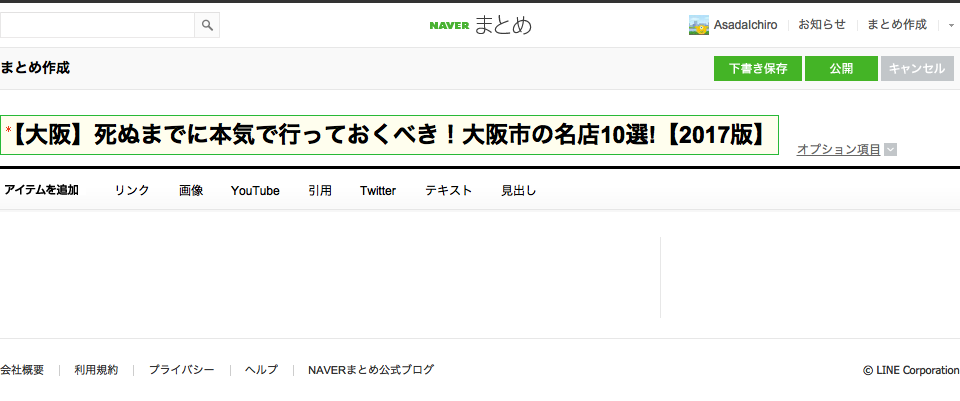 NAVER まとめ AsadaIchiro お知らせ まとめ作成
まとめ作成 下書き保存 公開 キャンセル
*【大阪】死ぬまでに本気で行っておくべき！大阪市の名店10選!【2017版】
オプション項目
アイテムを追加 リンク 画像 YouTube 引用 Twitter テキスト 見出し
会社概要 利用規約 プライバシー ヘルプ NAVERまとめ公式ブログ © LINE Corporation